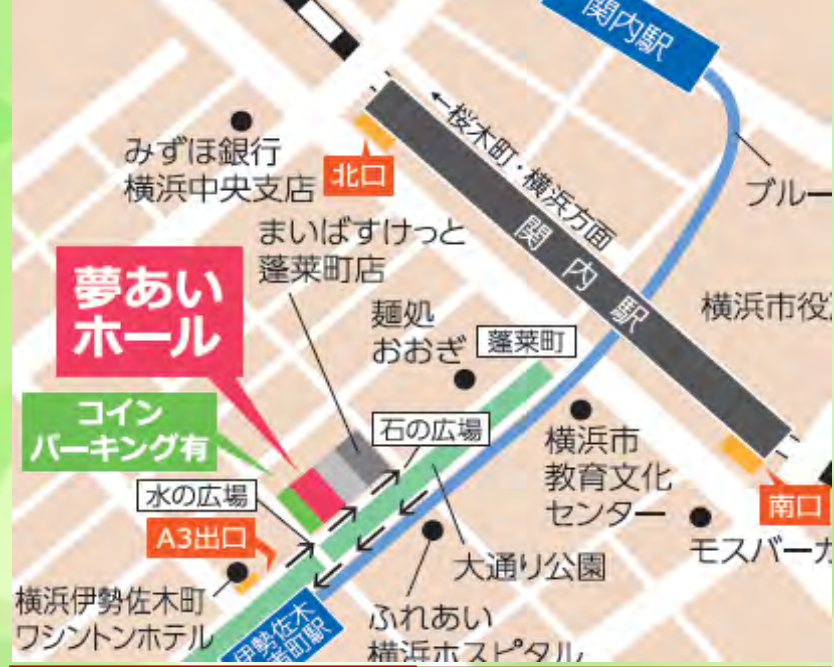 関内駅
←桜木町・横浜方面
関内駅
みずほ銀行
横浜中央支店
北口
ブルー
まいばすけっと
蓬莱町店
夢あい
ホール
麺処
おおぎ
蓬莱町
横浜市役
コイン
パーキング有
石の広場
横浜市
教育文化
センター
水の広場
南口
A3出口
モスバーガ
大通り公園
横浜伊勢佐木町
ワシントンホテル
伊勢佐木
者町駅
ふれあい
横浜ホスピタル